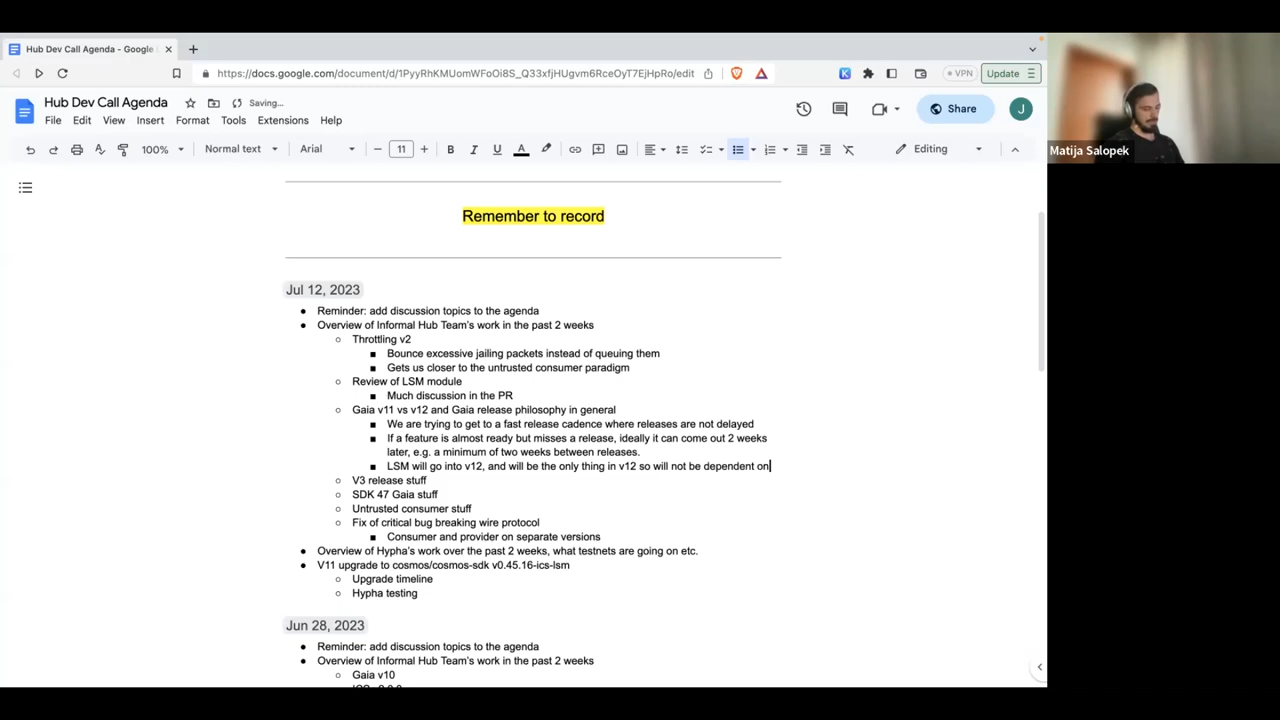 Hub Dev Call Agenda - Google
https://docs.google.com/document/d/1PyyRhKMUomWFoOi8S_Q33xfjHUgvm6RceOyT7EjHpRo/edit
VPN
Update
Hub Dev Call Agenda
Saving...
File Edit View Insert Format Tools Extensions Help
Share
J
100%
Normal text
Arial
11
Editing
Matija Salopek
Remember to record
Jul 12, 2023
Reminder: add discussion topics to the agenda
Overview of Informal Hub Team's work in the past 2 weeks
Throttling v2
Bounce excessive jailing packets instead of queuing them
Gets us closer to the untrusted consumer paradigm
Review of LSM module
Much discussion in the PR
Gaia v11 vs v12 and Gaia release philosophy in general
We are trying to get to a fast release cadence where releases are not delayed
If a feature is almost ready but misses a release, ideally it can come out 2 weeks
later, e.g. a minimum of two weeks between releases.
LSM will go into v12, and will be the only thing in v12 so will not be dependent on
V3 release stuff
SDK 47 Gaia stuff
Untrusted consumer stuff
Fix of critical bug breaking wire protocol
Consumer and provider on separate versions
Overview of Hypha's work over the past 2 weeks, what testnets are going on etc.
V11 upgrade to cosmos/cosmos-sdk v0.45.16-ics-lsm
Upgrade timeline
Hypha testing
Jun 28, 2023
Reminder: add discussion topics to the agenda
Overview of Informal Hub Team's work in the past 2 weeks
Gaia v10